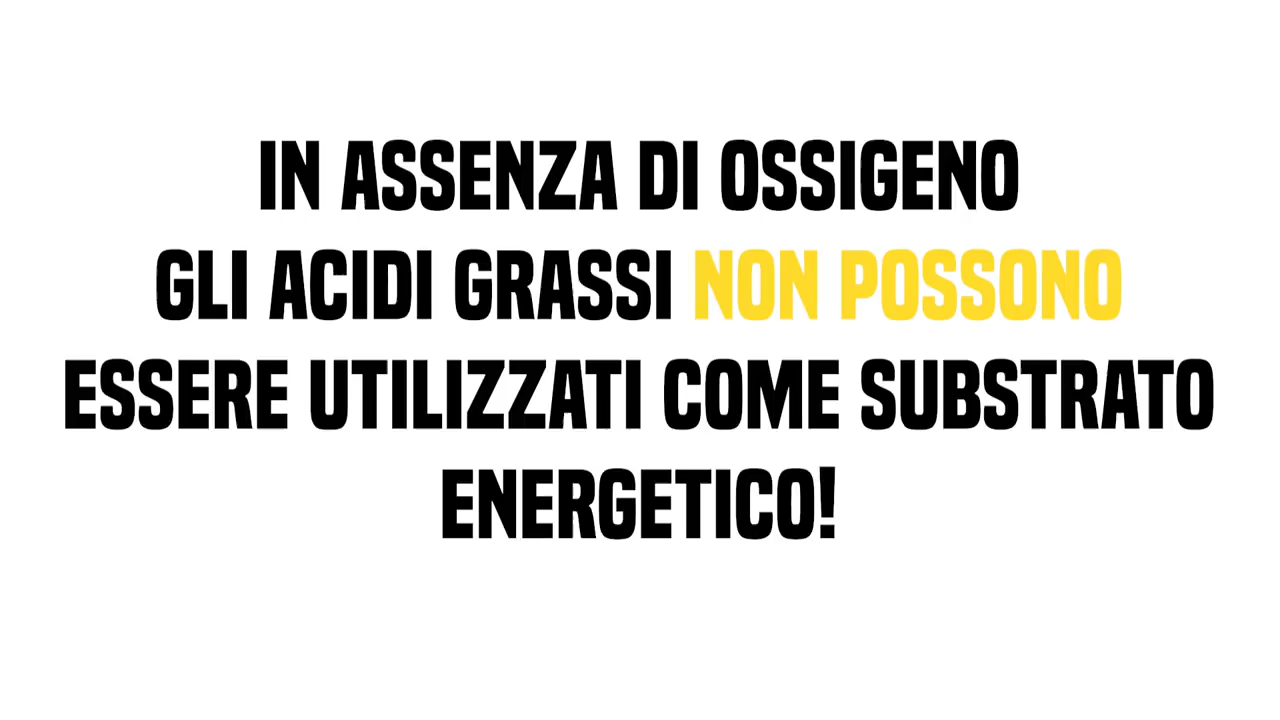 IN ASSENZA DI OSSIGENO
GLI ACIDI GRASSI NON POSSONO
ESSERE UTILIZZATI COME SUBSTRATO
ENERGETICO!